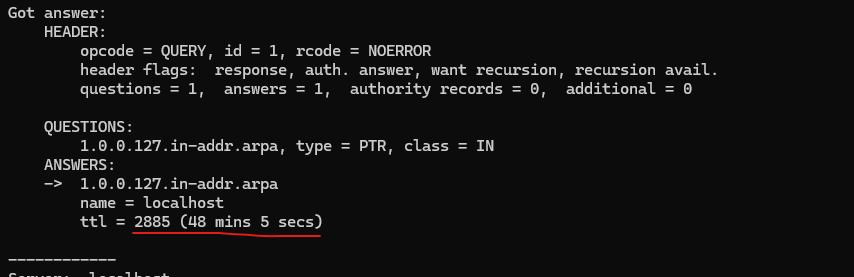 Got answer:
HEADER:
opcode = QUERY, id = 1, rcode = NOERROR
header flags:  response, auth. answer, want recursion, recursion avail.
questions = 1,  answers = 1,  authority records = 0,  additional = 0
QUESTIONS:
1.0.0.127.in-addr.arpa, type = PTR, class = IN
ANSWERS:
->  1.0.0.127.in-addr.arpa
name = localhost
ttl = 2885 (48 mins 5 secs)
------------
Server:  localhost